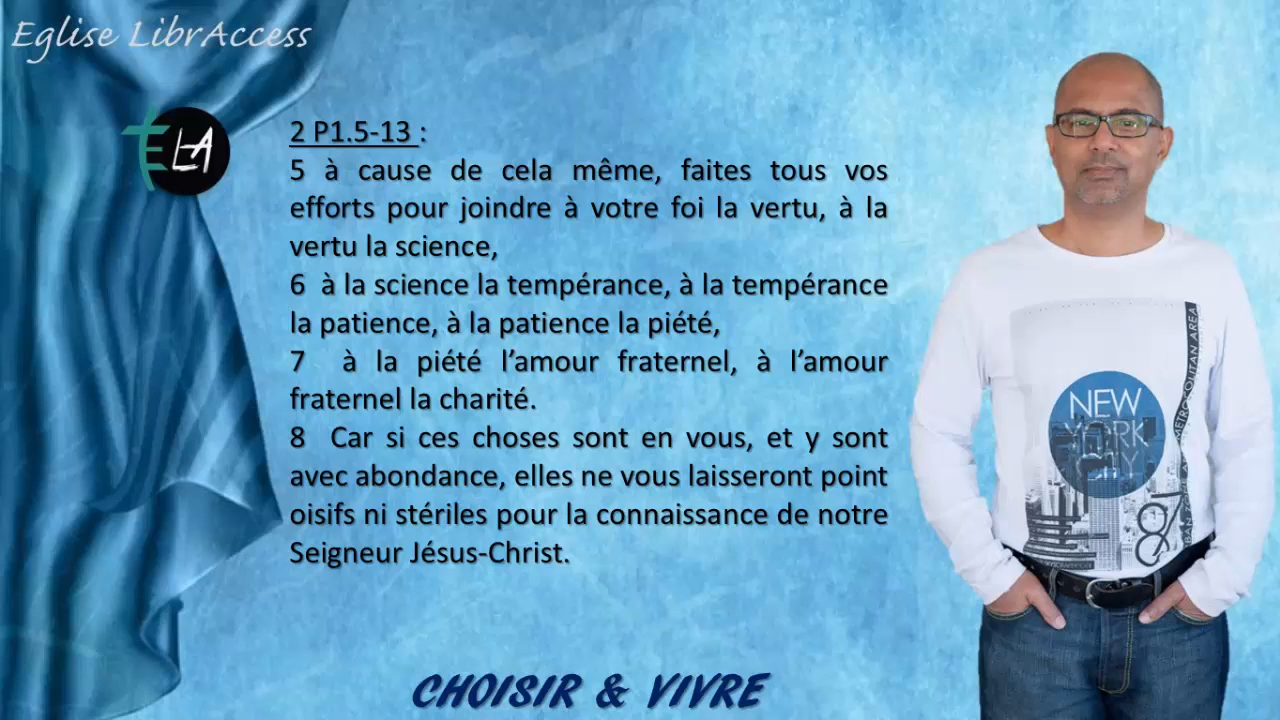 Eglise LibrAccess
ELA
2 P1.5-13 :
5 à cause de cela même, faites tous vos
efforts pour joindre à votre foi la vertu, à la
vertu la science,
6 à la science la tempérance, à la tempérance
la patience, à la patience la piété,
7 à la piété l’amour fraternel, à l’amour
fraternel la charité.
8 Car si ces choses sont en vous, et y sont
avec abondance, elles ne vous laisseront point
oisifs ni stériles pour la connaissance de notre
Seigneur Jésus-Christ.
CHOISIR & VIVRE
METROPOLITAN AREA
NEW
YORK
CITY
87